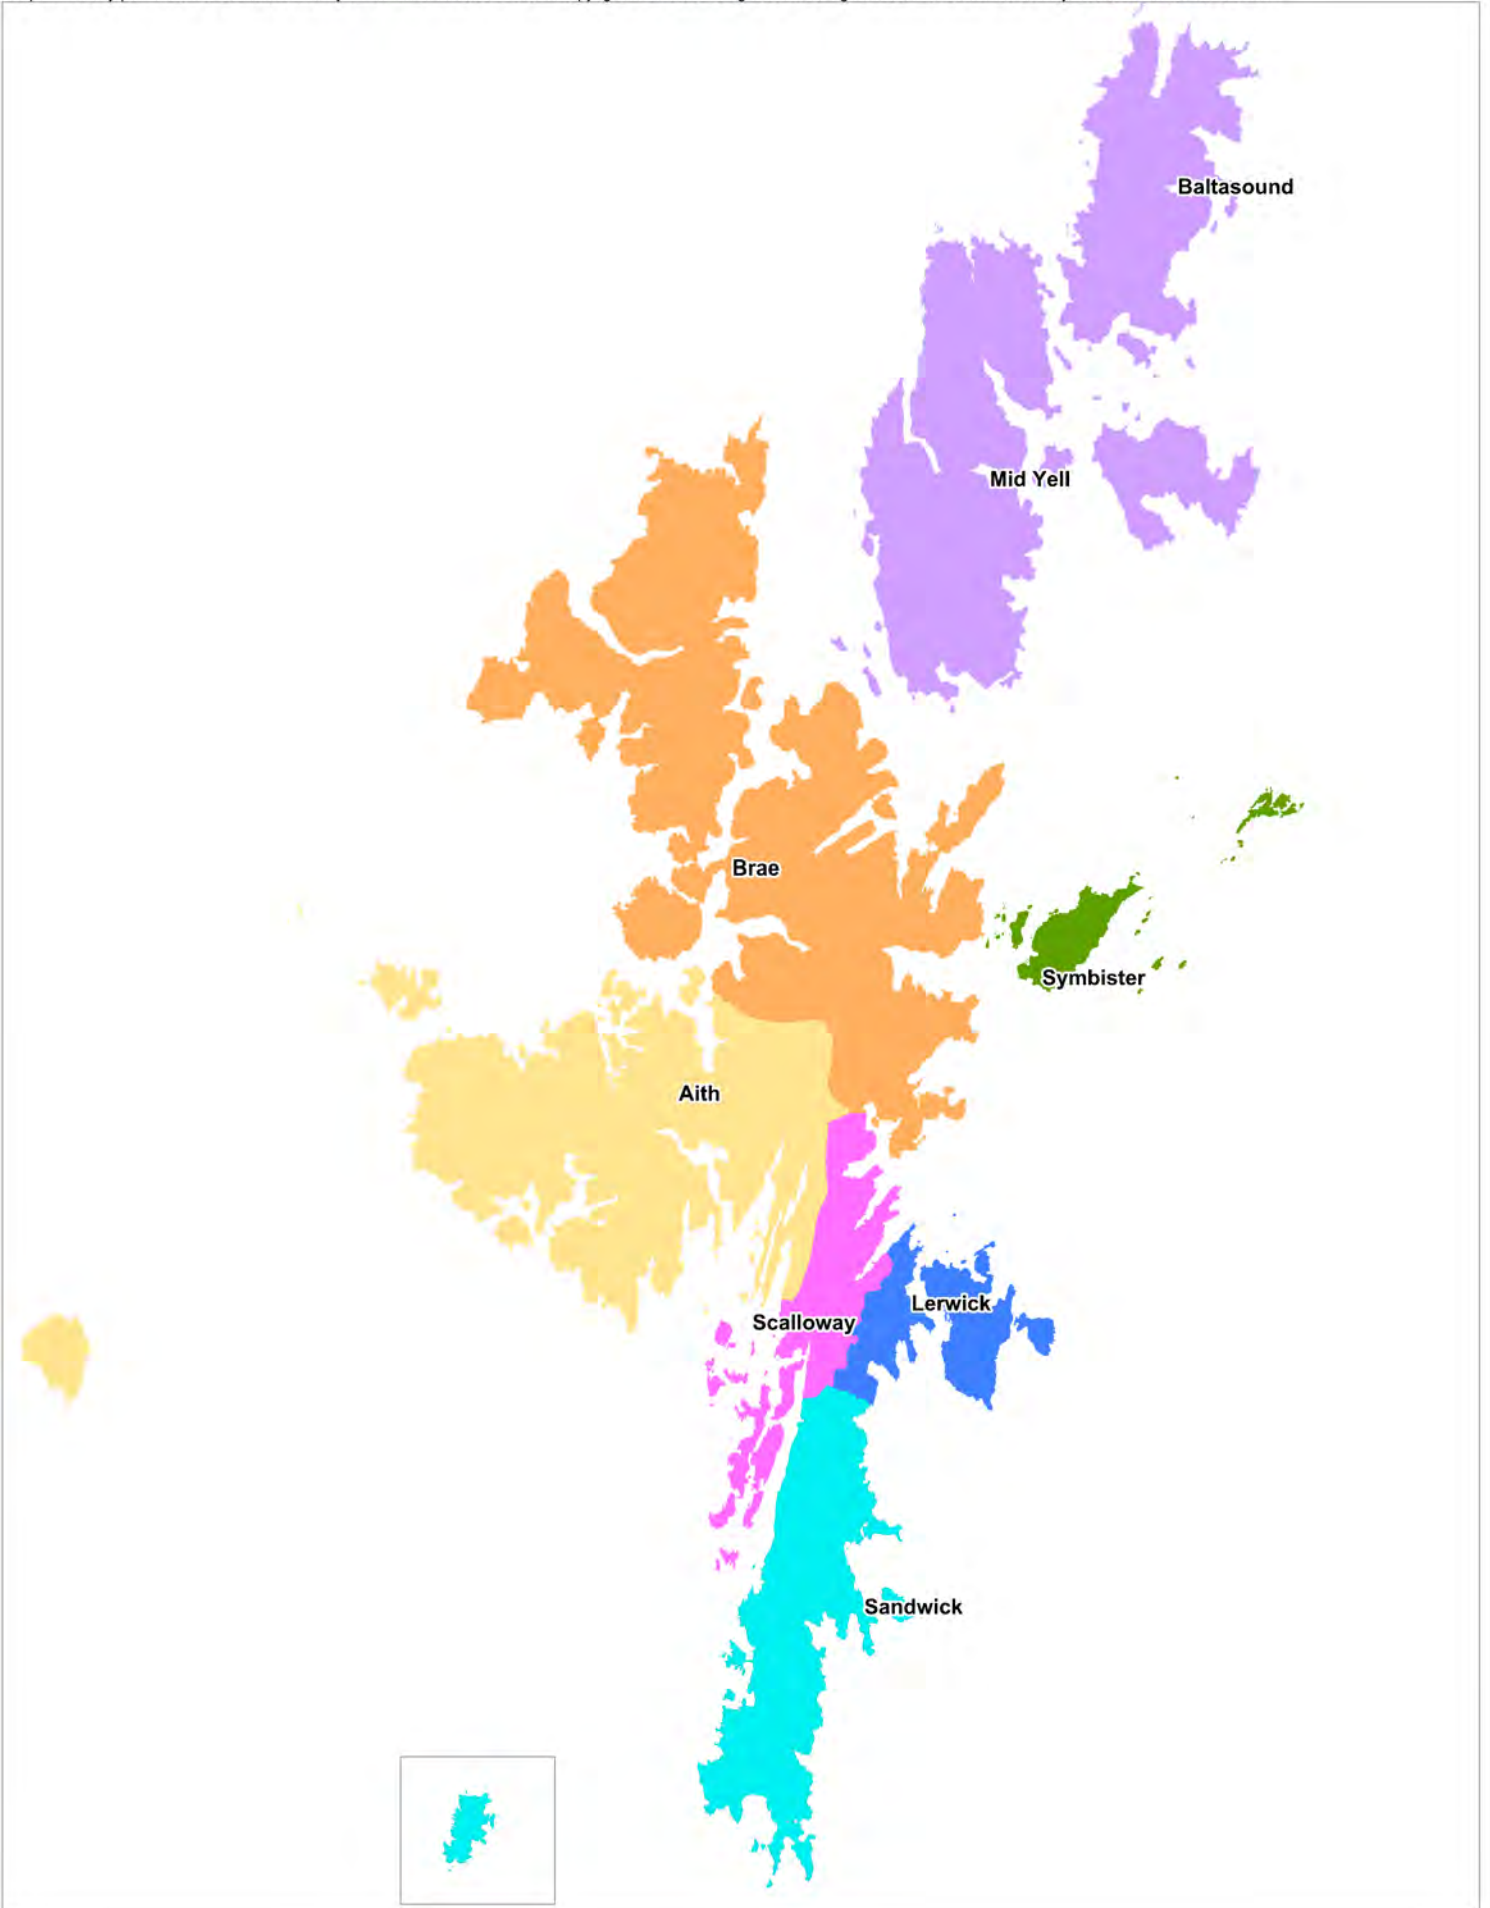 Baltasound
Mid Yell
Brae
Symbister
Aith
Lerwick
Scalloway
Sandwick